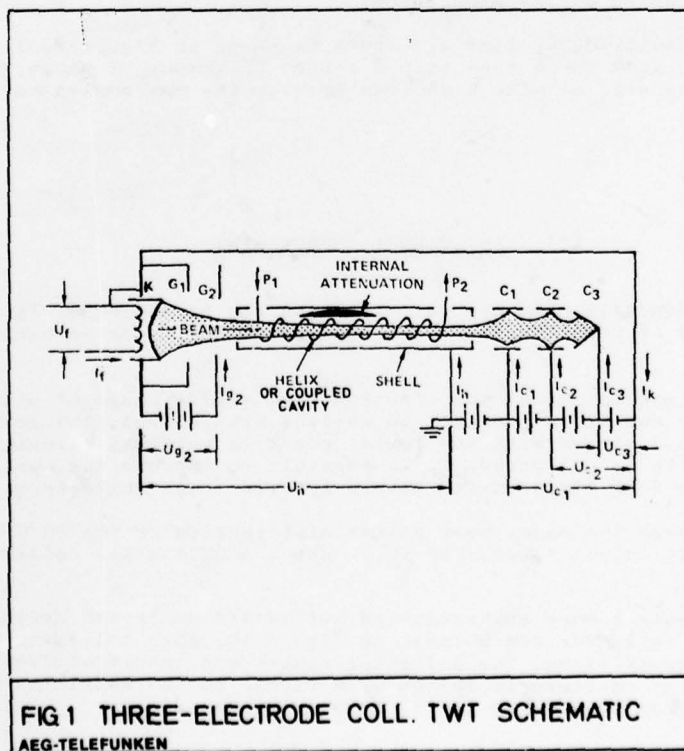 K
G1
G2
P1
INTERNAL
ATTENUATION
P2
C1
C2
C3
Uf
BEAM
If
Ig2
HELIX
OR COUPLED
CAVITY
SHELL
Ih
Ic1
Ic2
Ic3
Ik
Ug2
Uc3
Uc2
Uh
Uc1
FIG 1 THREE-ELECTRODE COLL. TWT SCHEMATIC
AEG-TELEFUNKEN